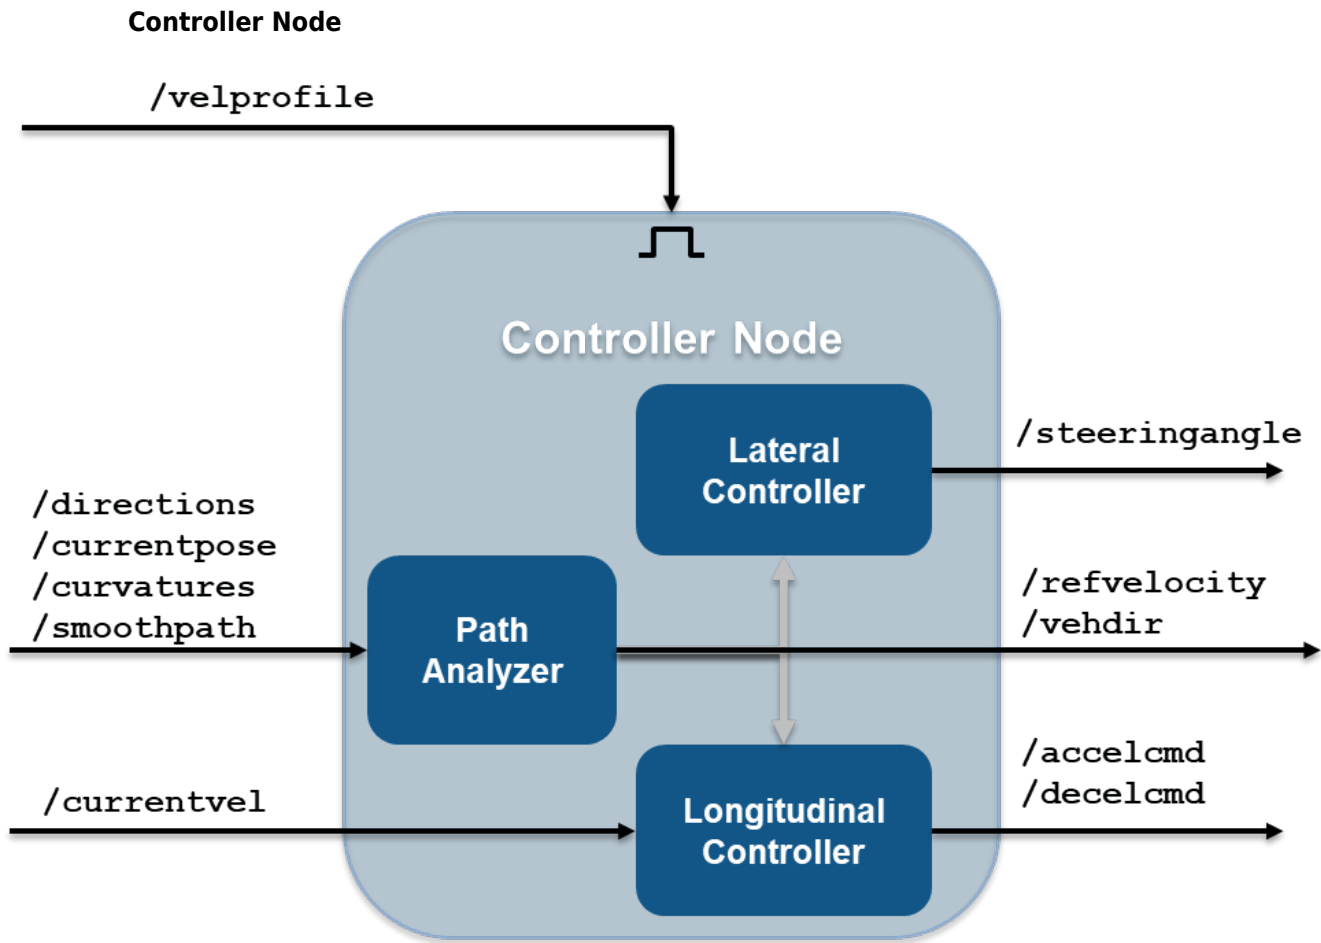 Controller Node
/velprofile
Controller Node
Lateral
Controller
/steeringangle
/directions
/currentpose
/curvatures
/smoothpath
Path
Analyzer
/refvelocity
/vehdir
/currentvel
Longitudinal
Controller
/accelcmd
/decelcmd